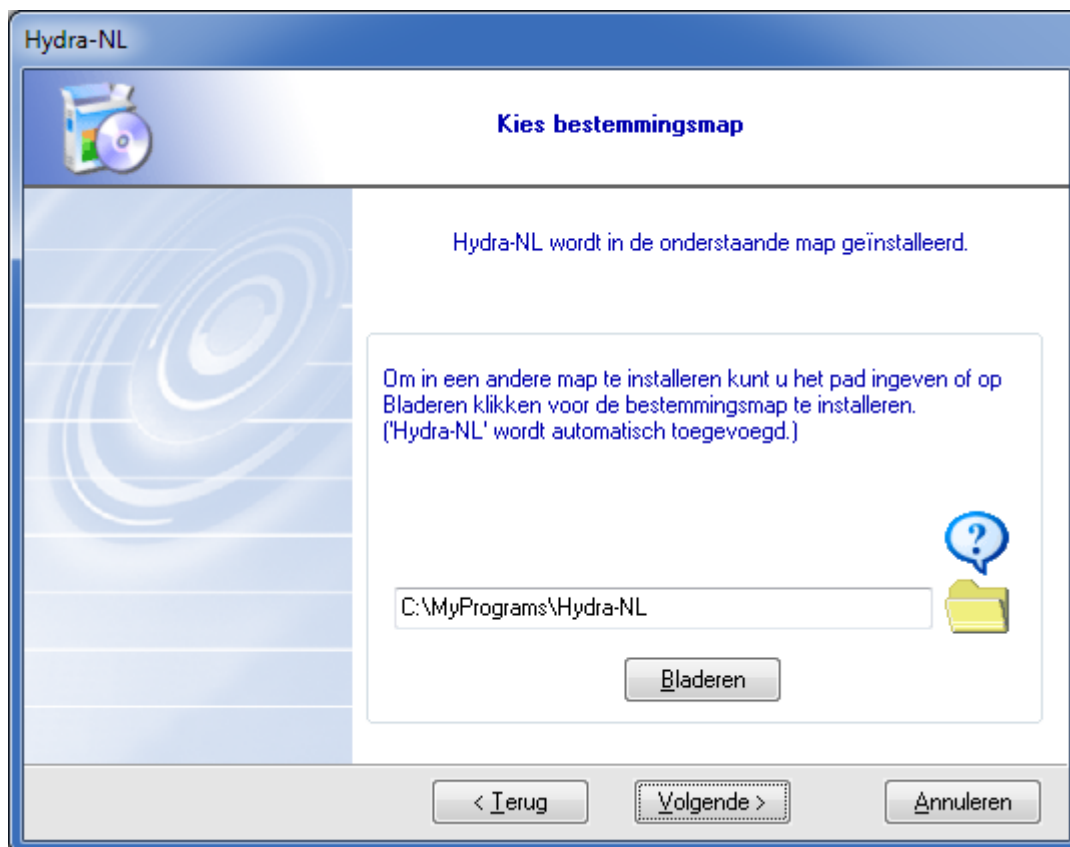 Hydra-NL
Kies bestemmingsmap
Hydra-NL wordt in de onderstaande map geïnstalleerd.
Om in een andere map te installeren kunt u het pad ingeven of op
Bladeren klikken voor de bestemmingsmap te installeren.
('Hydra-NL' wordt automatisch toegevoegd.)
?
C:\MyPrograms\Hydra-NL
Bladeren
< Terug
Volgende >
Annuleren